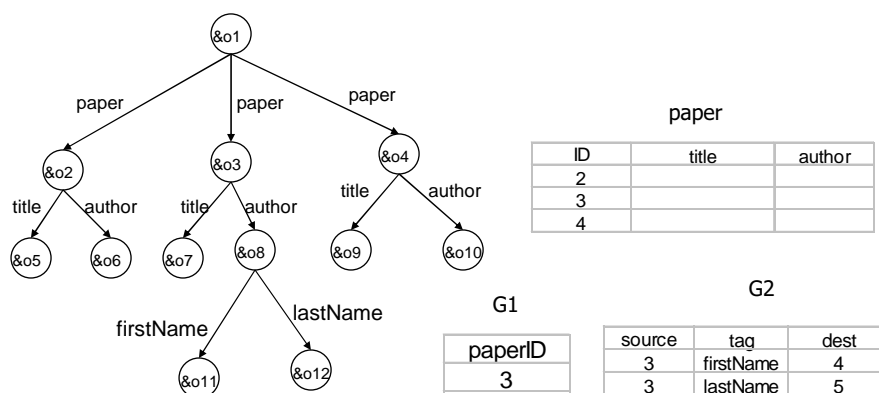 &o1
paper
paper
paper
&o2
&o3
&o4
title
author
title
author
title
author
&o5
&o6
&o7
&o8
&o9
&o10
firstName
lastName
&o11
&o12
paper
ID title author
2
3
4
G1
paperID
3
G2
source tag dest
3 firstName 4
3 lastName 5